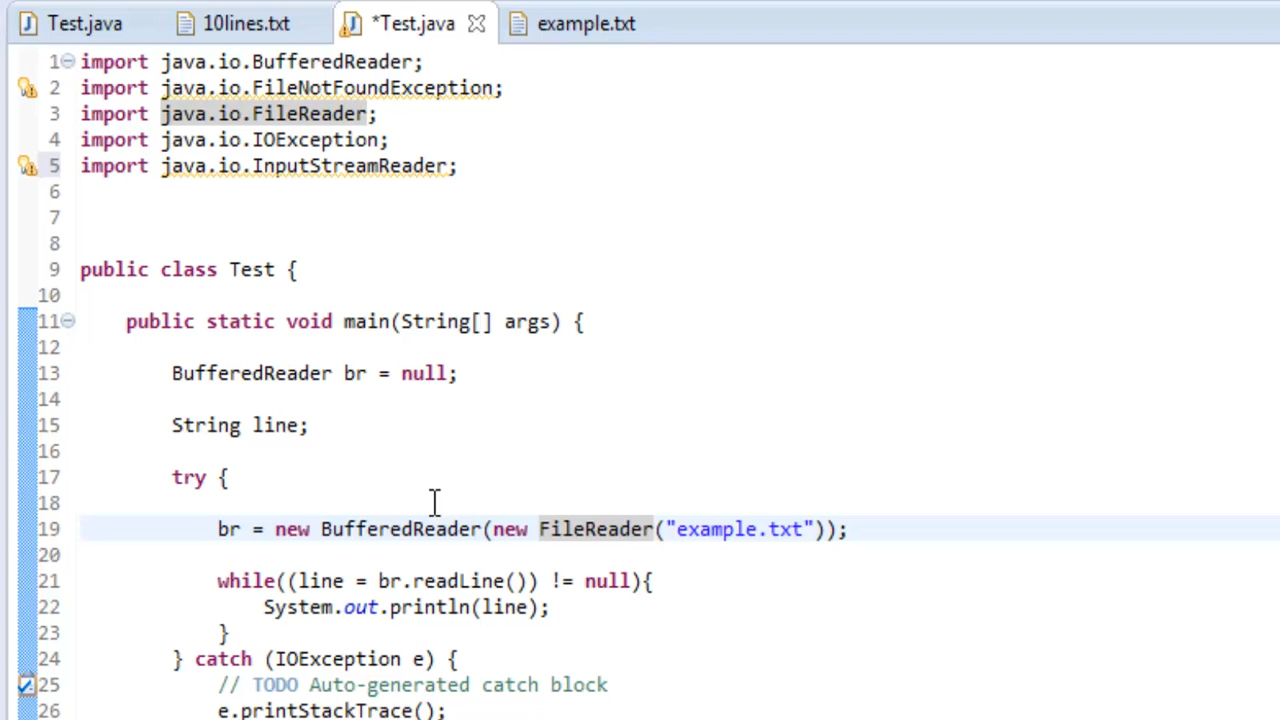 Test.java 10lines.txt *Test.java example.txt
1 import java.io.BufferedReader;
2 import java.io.FileNotFoundException;
3 import java.io.FileReader;
4 import java.io.IOException;
5 import java.io.InputStreamReader;
6
7
8
9 public class Test {
10
11 public static void main(String[] args) {
12
13 BufferedReader br = null;
14
15 String line;
16
17 try {
18
19 br = new BufferedReader(new FileReader("example.txt"));
20
21 while((line = br.readLine()) != null){
22 System.out.println(line);
23 }
24 } catch (IOException e) {
25 // TODO Auto-generated catch block
26 e.printStackTrace();